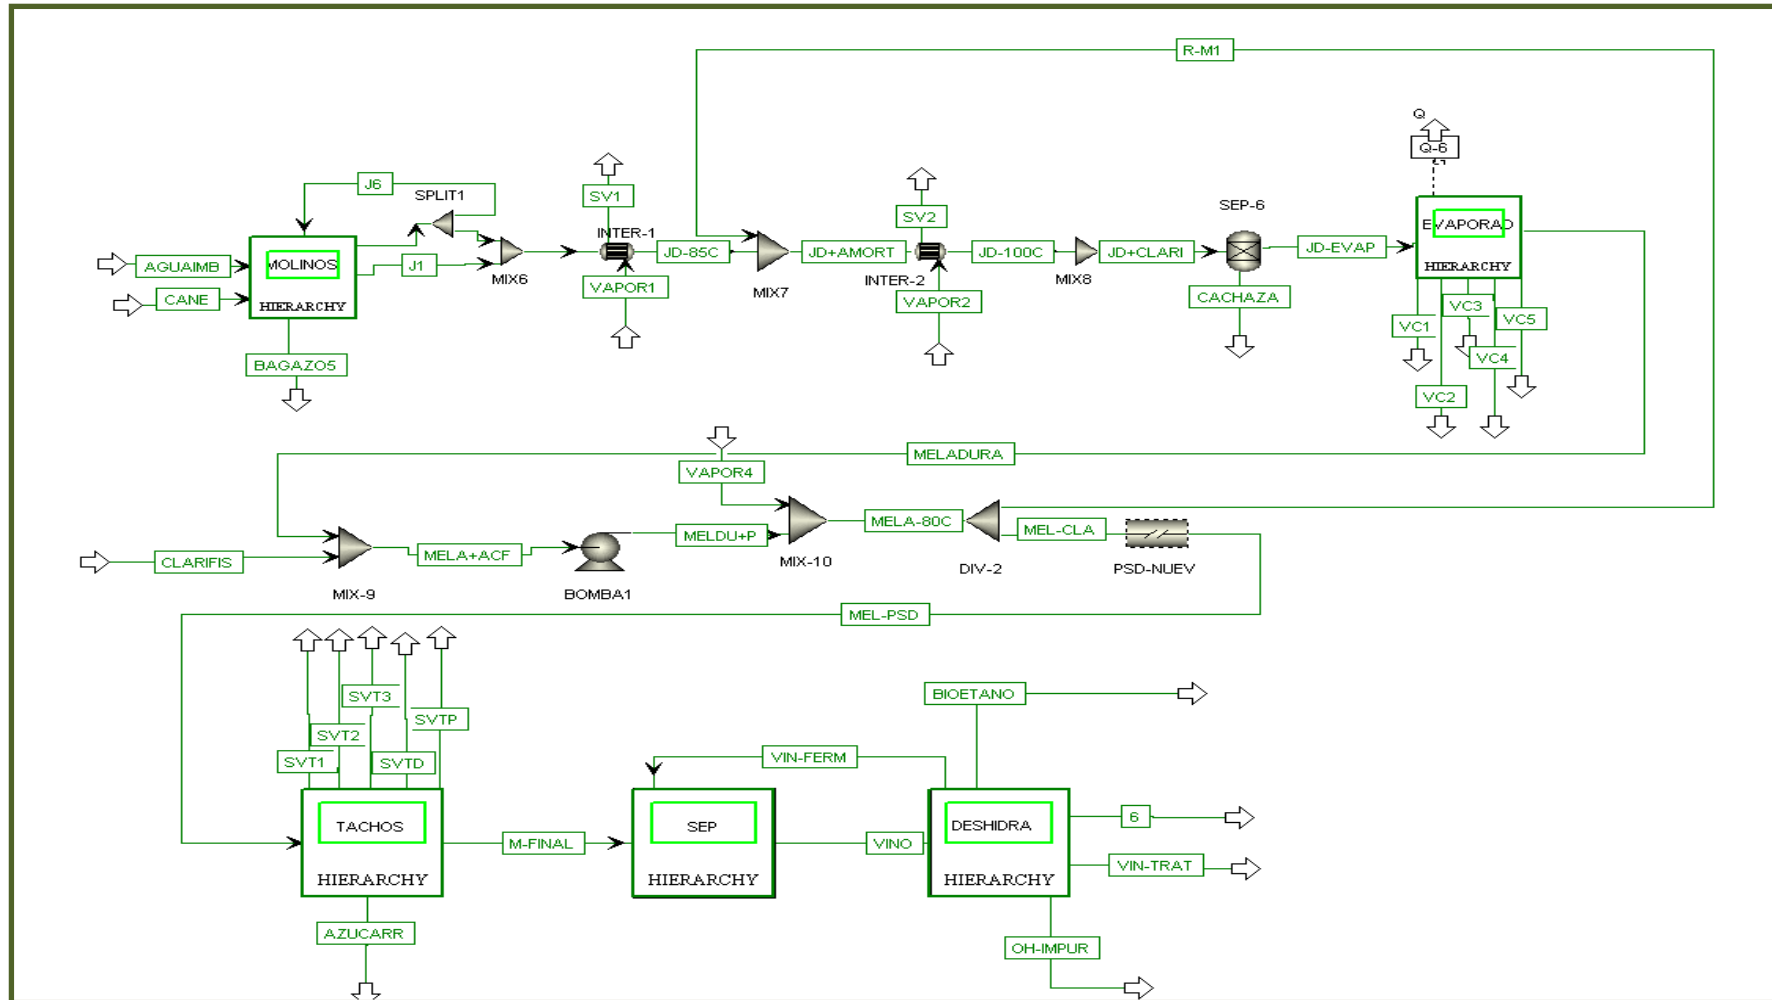 R-M1
Q
Q-6
J6
SPLIT1
SV1
INTER-1
SV2
SEP-6
EVAPORAD
HIERARCHY
AGUAIMB
MOLINOS
J1
MIX6
JD-85C
JD+AMORT
JD-100C
JD+CLARI
JD-EVAP
CANE
HIERARCHY
VAPOR1
MIX7
INTER-2
VAPOR2
MIX8
CACHAZA
VC1
VC3
VC5
VC4
VC2
BAGAZO5
MELADURA
VAPOR4
CLARIFIS
MELA+ACF
MELDU+P
MELA-80C
MEL-CLA
MIX-9
BOMBA1
MIX-10
DIV-2
PSD-NUEV
MEL-PSD
SVT3
SVTP
SVT2
SVT1
SVTD
BIOETANO
VIN-FERM
TACHOS
HIERARCHY
M-FINAL
SEP
HIERARCHY
VINO
DESHIDRA
HIERARCHY
6
VIN-TRAT
AZUCARR
OH-IMPUR